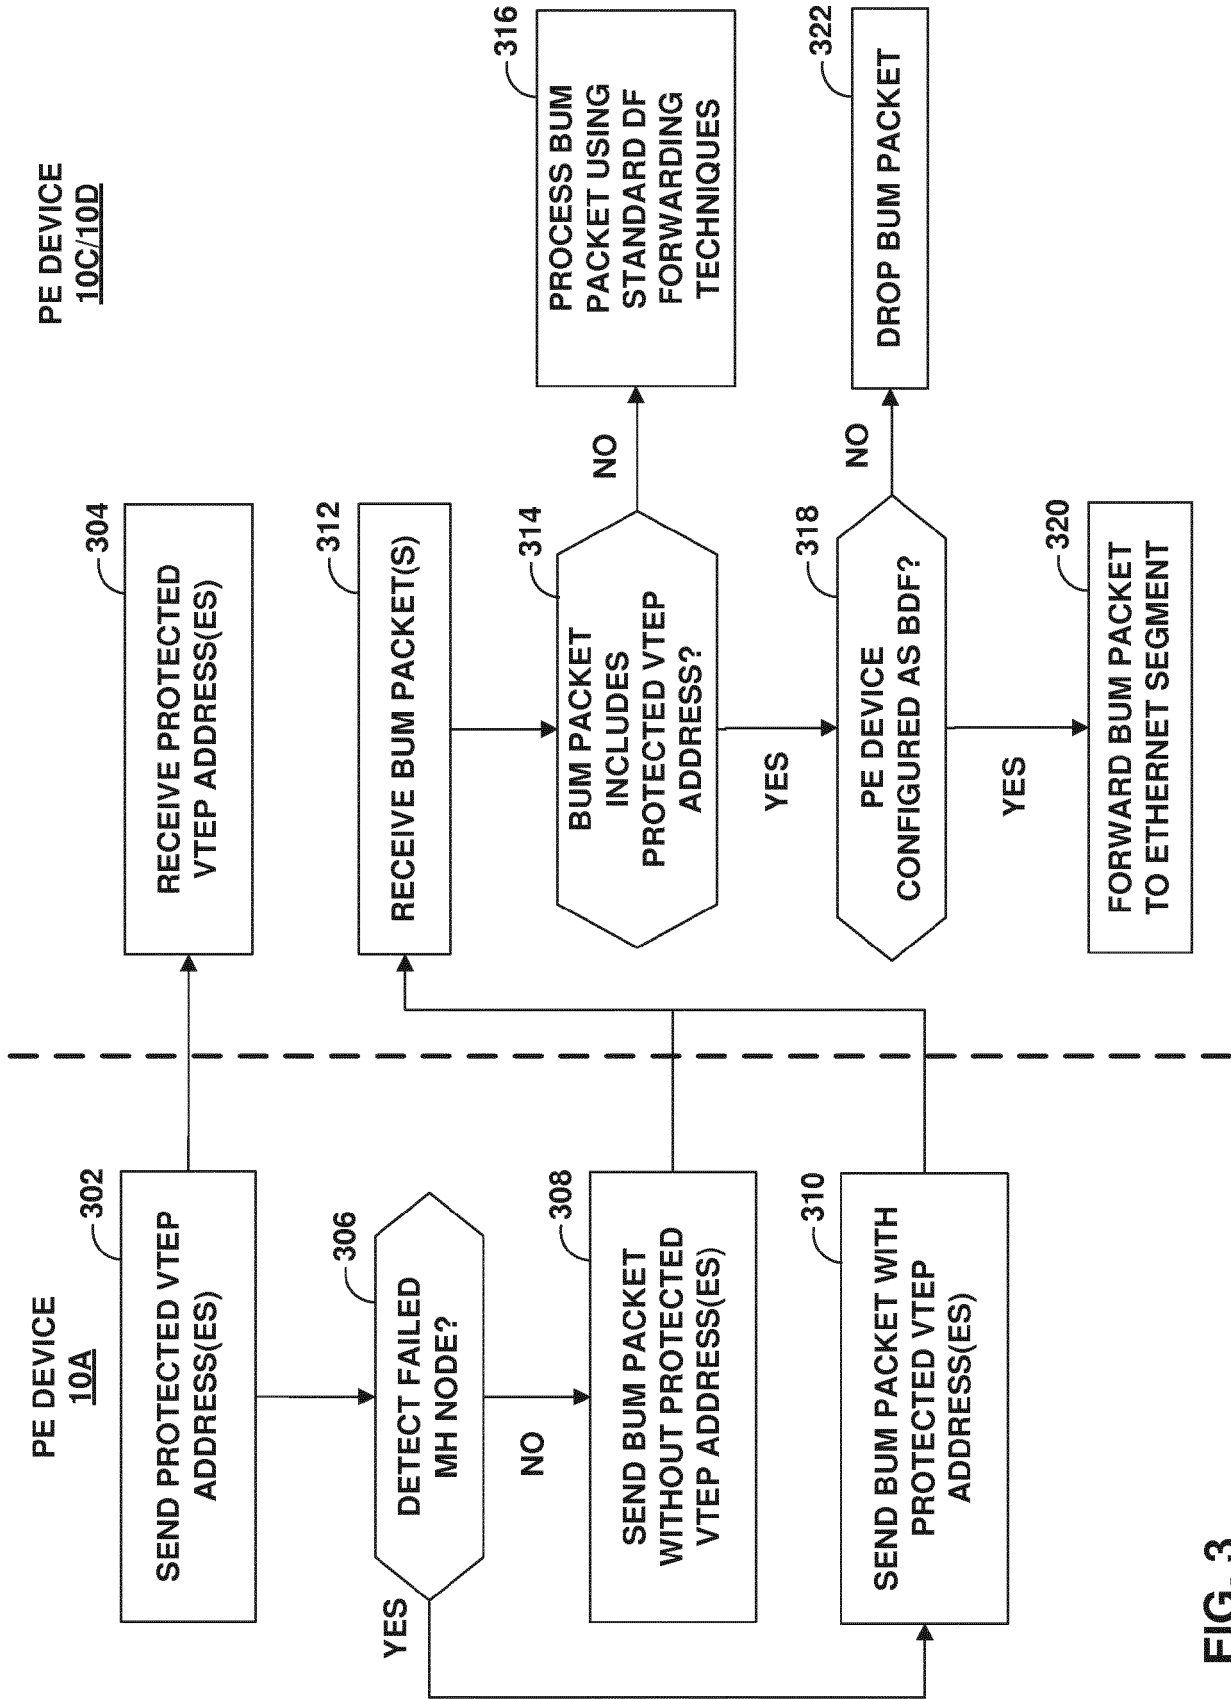 PE DEVICE
10A
302
SEND PROTECTED VTEP
ADDRESS(ES)
306
DETECT FAILED
MH NODE?
YES
NO
308
SEND BUM PACKET
WITHOUT PROTECTED
VTEP ADDRESS(ES)
310
SEND BUM PACKET WITH
PROTECTED VTEP
ADDRESS(ES)
PE DEVICE
10C/10D
304
RECEIVE PROTECTED
VTEP ADDRESS(ES)
312
RECEIVE BUM PACKET(S)
314
BUM PACKET
INCLUDES
PROTECTED VTEP
ADDRESS?
NO
316
PROCESS BUM
PACKET USING
STANDARD DF
FORWARDING
TECHNIQUES
YES
318
PE DEVICE
CONFIGURED AS BDF?
NO
322
DROP BUM PACKET
YES
320
FORWARD BUM PACKET
TO ETHERNET SEGMENT
FIG. 3